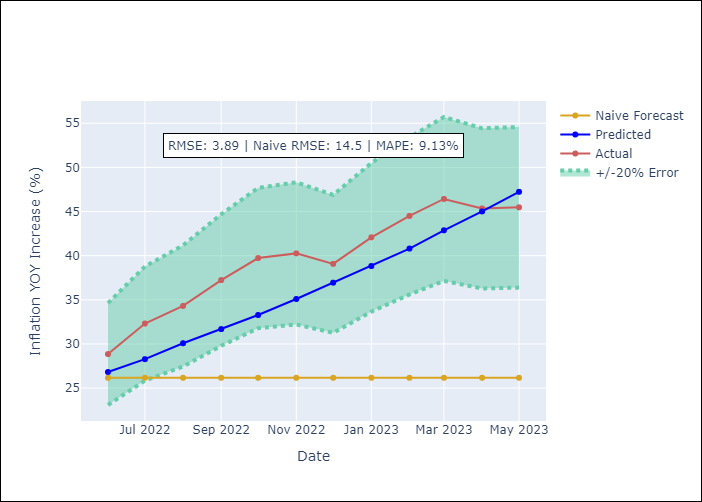 RMSE: 3.89 | Naive RMSE: 14.5 | MAPE: 9.13%
Naive Forecast
Predicted
Actual
+/-20% Error
Inflation YOY Increase (%)
55
50
45
40
35
30
25
Jul 2022
Sep 2022
Nov 2022
Jan 2023
Mar 2023
May 2023
Date